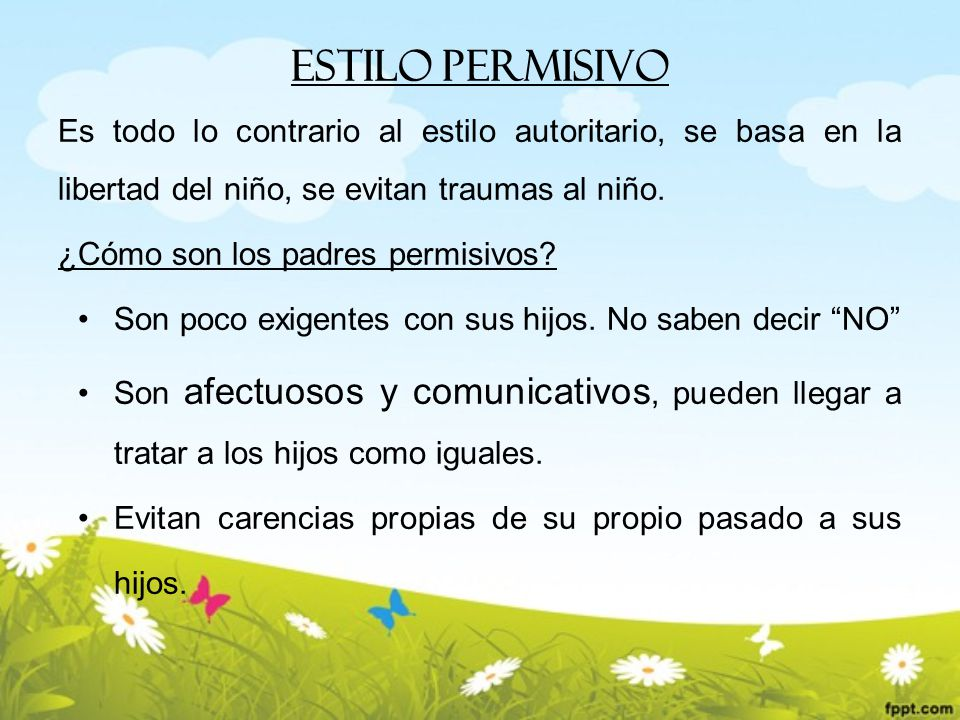 ESTILO PERMISIVO
Es todo lo contrario al estilo autoritario, se basa en la
libertad del niño, se evitan traumas al niño.
¿Cómo son los padres permisivos?
• Son poco exigentes con sus hijos. No saben decir “NO”
• Son afectuosos y comunicativos, pueden llegar a
tratar a los hijos como iguales.
• Evitan carencias propias de su propio pasado a sus
hijos.
fppt.com